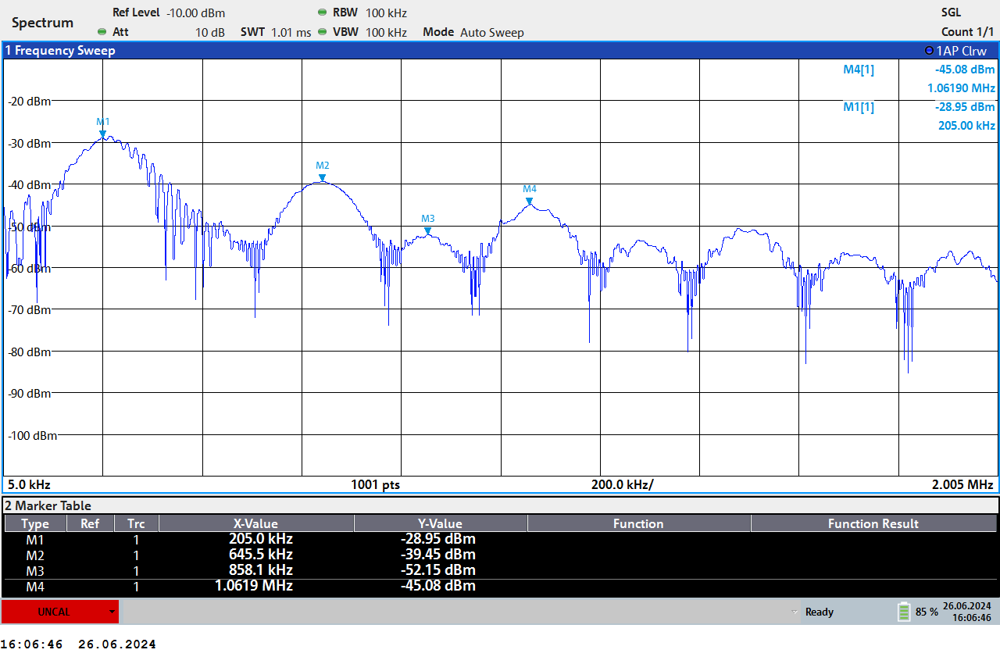 Spectrum
Ref Level -10.00 dBm RBW 100 kHz SGL
Att 10 dB SWT 1.01 ms VBW 100 kHz Mode Auto Sweep Count 1/1
1 Frequency Sweep 1AP Clrw
M4[1] -45.08 dBm
1.06190 MHz
M1[1] -28.95 dBm
205.00 kHz
-20 dBm
M1
-30 dBm
M2
-40 dBm
M4
M3
-50 dBm
-60 dBm
-70 dBm
-80 dBm
-90 dBm
-100 dBm
5.0 kHz 1001 pts 200.0 kHz/ 2.005 MHz
2 Marker Table
Type Ref Trc X-Value Y-Value Function Function Result
M1 1 205.0 kHz -28.95 dBm
M2 1 645.5 kHz -39.45 dBm
M3 1 858.1 kHz -52.15 dBm
M4 1 1.0619 MHz -45.08 dBm
UNCAL Ready 85 % 26.06.2024
16:06:46
16:06:46 26.06.2024